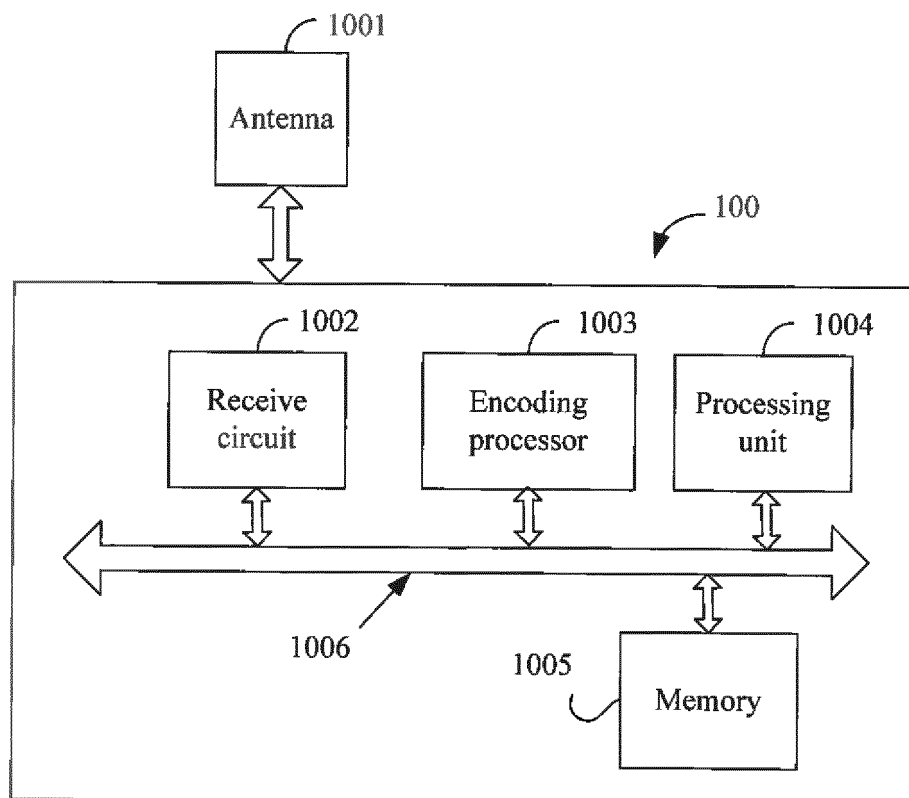 1001
Antenna
100
1002
1003
1004
Receive
circuit
Encoding
processor
Processing
unit
1006
1005
Memory